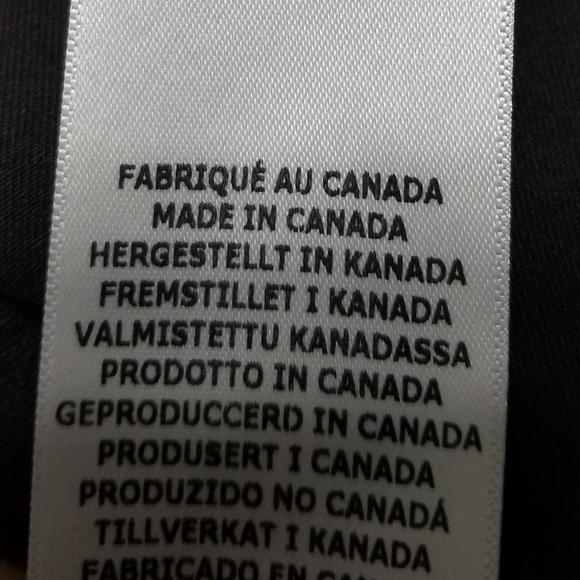 FABRIQUÉ AU CANADA
MADE IN CANADA
HERGESTELLT IN KANADA
FREMSTILLET I KANADA
VALMISTETTU KANADASSA
PRODOTTO IN CANADA
GEPRODUCCERD IN CANADA
PRODUSERT I CANADA
PRODUZIDO NO CANADÁ
TILLVERKAT I KANADA
FABRICADO EN